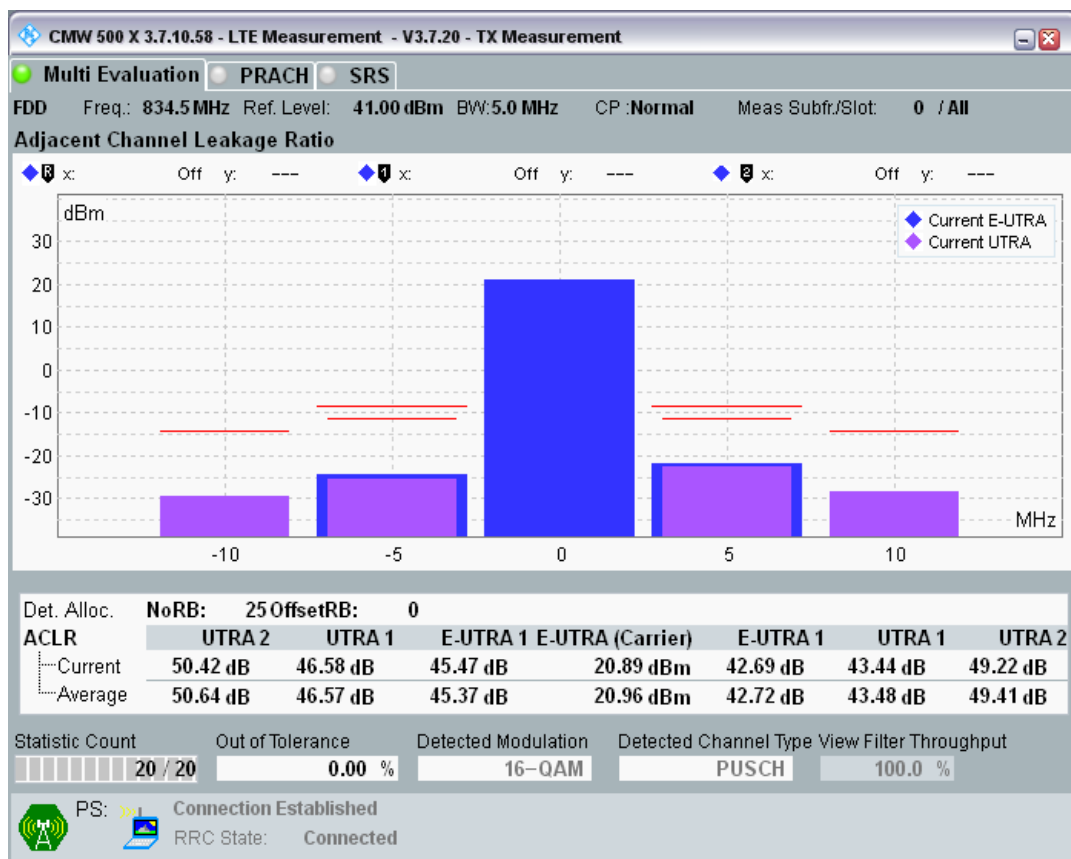 CMW 500 X 3.7.10.58 - LTE Measurement - V3.7.20 - TX Measurement
Multi Evaluation PRACH SRS
FDD Freq.: 834.5 MHz Ref. Level: 41.00 dBm BW:5.0 MHz CP :Normal Meas Subfr./Slot: 0 / All
Adjacent Channel Leakage Ratio
R x: Off y: --- 1 x: Off y: --- 2 x: Off y: ---
dBm
Current E-UTRA
Current UTRA
30
20
10
0
-10
-20
-30
MHz
-10 -5 0 5 10
Det. Alloc. NoRB: 25 OffsetRB: 0
ACLR UTRA 2 UTRA 1 E-UTRA 1 E-UTRA (Carrier) E-UTRA 1 UTRA 1 UTRA 2
Current 50.42 dB 46.58 dB 45.47 dB 20.89 dBm 42.69 dB 43.44 dB 49.22 dB
Average 50.64 dB 46.57 dB 45.37 dB 20.96 dBm 42.72 dB 43.48 dB 49.41 dB
Statistic Count Out of Tolerance Detected Modulation Detected Channel Type View Filter Throughput
20 / 20 0.00 % 16-QAM PUSCH 100.0 %
PS: Connection Established
RRC State: Connected